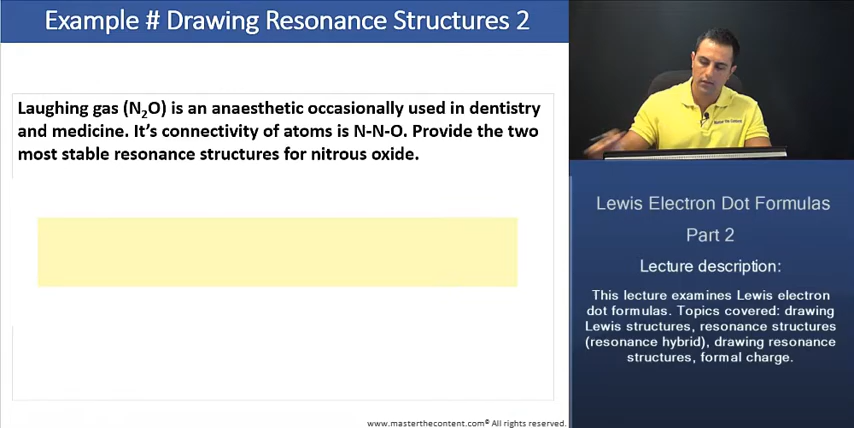 Example # Drawing Resonance Structures 2
Laughing gas (N₂O) is an anaesthetic occasionally used in dentistry
and medicine. It's connectivity of atoms is N-N-O. Provide the two
most stable resonance structures for nitrous oxide.
www.masterthecontent.com© All rights reserved.
Master The Content
Lewis Electron Dot Formulas
Part 2
Lecture description:
This lecture examines Lewis electron
dot formulas. Topics covered: drawing
Lewis structures, resonance structures
(resonance hybrid), drawing resonance
structures, formal charge.